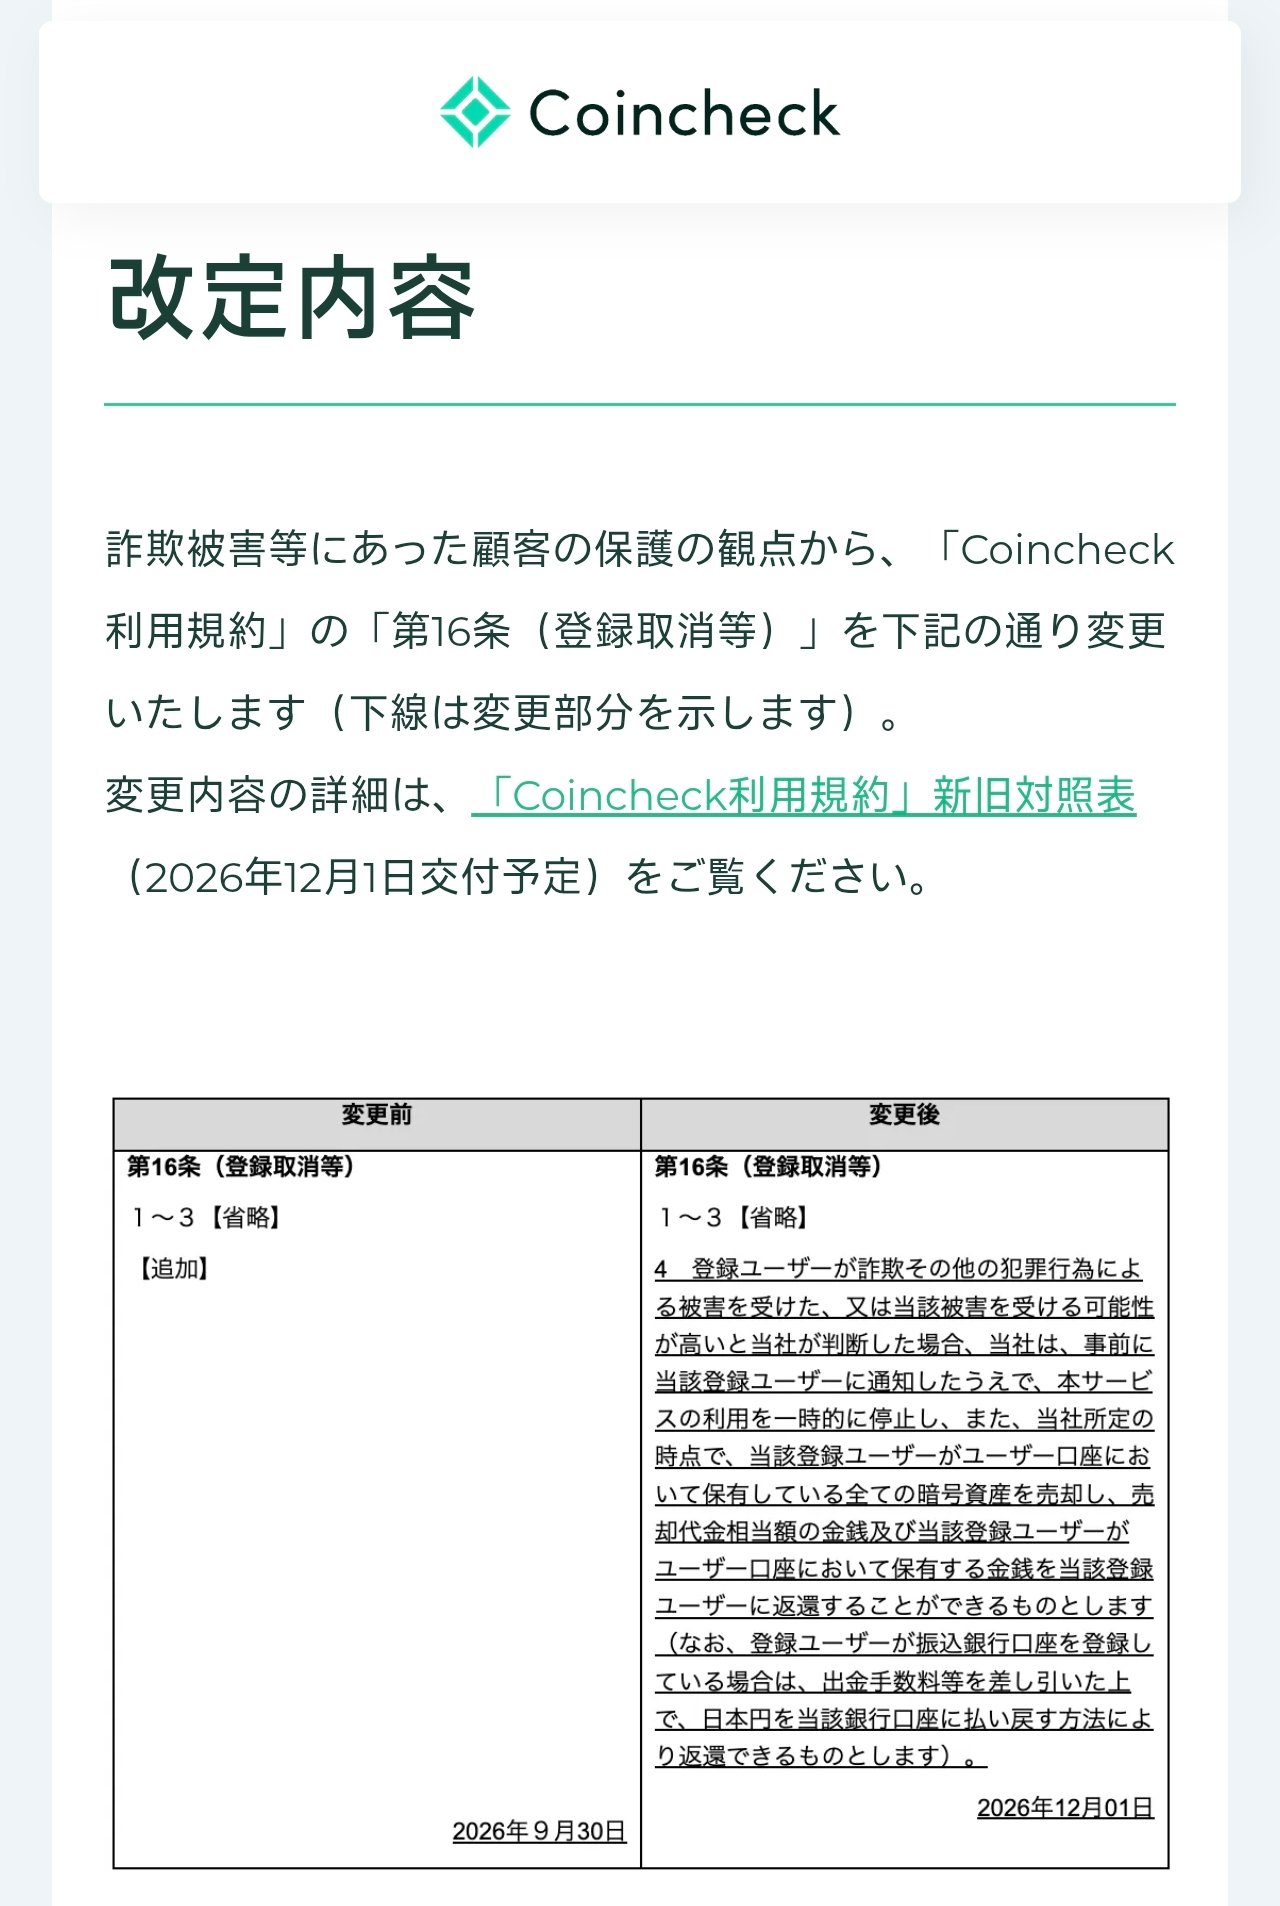 Coincheck
改定内容
詐欺被害等にあった顧客の保護の観点から、「Coincheck
利用規約」の「第16条（登録取消等）」を下記の通り変更
いたします（下線は変更部分を示します）。
変更内容の詳細は、「Coincheck利用規約」新旧対照表
（2026年12月1日交付予定）をご覧ください。
変更前
第16条（登録取消等）
１～３【省略】
【追加】
2026年９月30日
変更後
第16条（登録取消等）
１～３【省略】
4　登録ユーザーが詐欺その他の犯罪行為によ
る被害を受けた、又は当該被害を受ける可能性
が高いと当社が判断した場合、当社は、事前に
当該登録ユーザーに通知したうえで、本サービ
スの利用を一時的に停止し、また、当社所定の
時点で、当該登録ユーザーがユーザー口座にお
いて保有している全ての暗号資産を売却し、売
却代金相当額の金銭及び当該登録ユーザーが
ユーザー口座において保有する金銭を当該登録
ユーザーに返還することができるものとします
（なお、登録ユーザーが振込銀行口座を登録し
ている場合は、出金手数料等を差し引いた上
で、日本円を当該銀行口座に払い戻す方法によ
り返還できるものとします）。
2026年12月01日